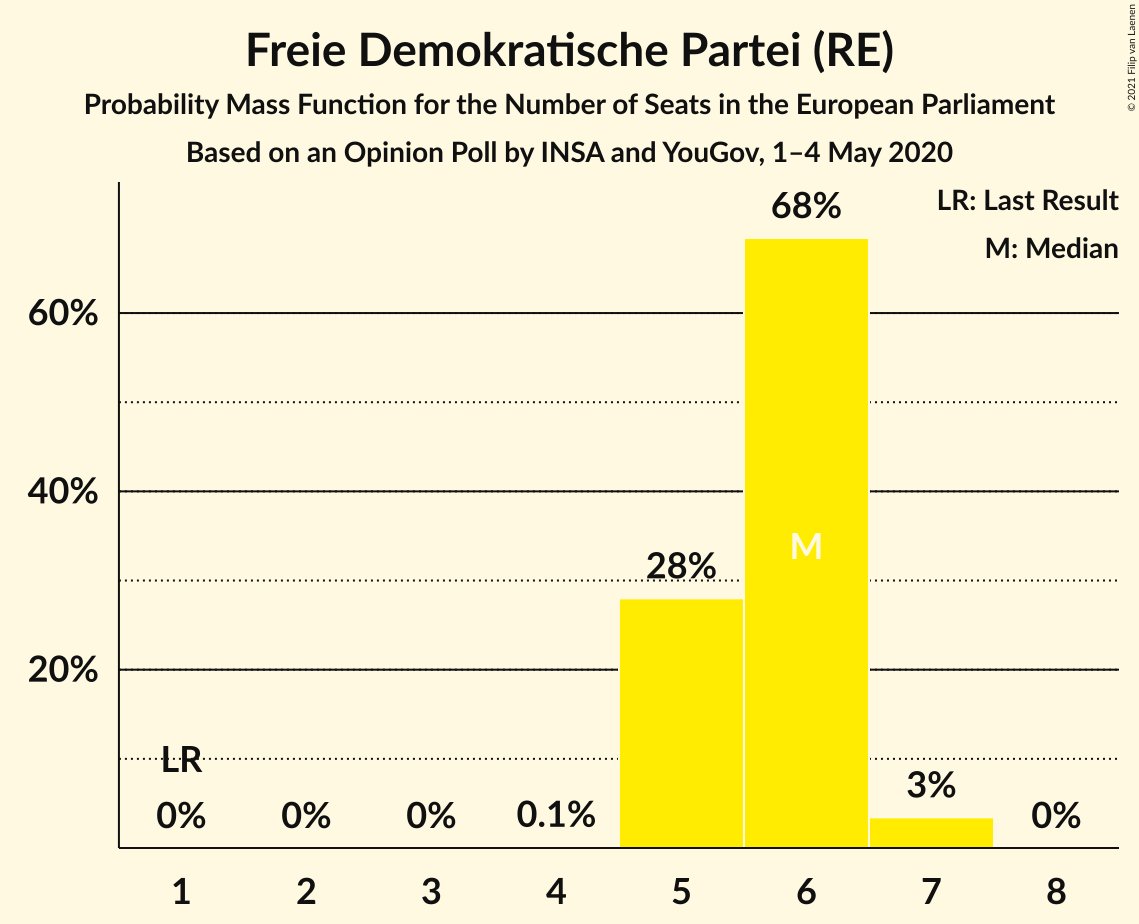 Freie Demokratische Partei (RE)
Probability Mass Function for the Number of Seats in the European Parliament
Based on an Opinion Poll by INSA and YouGov, 1–4 May 2020
© 2021 Filip van Laenen
LR: Last Result
M: Median
68%
60%
40%
M
28%
20%
LR
3%
0%
0%
0%
0.1%
0%
1
2
3
4
5
6
7
8